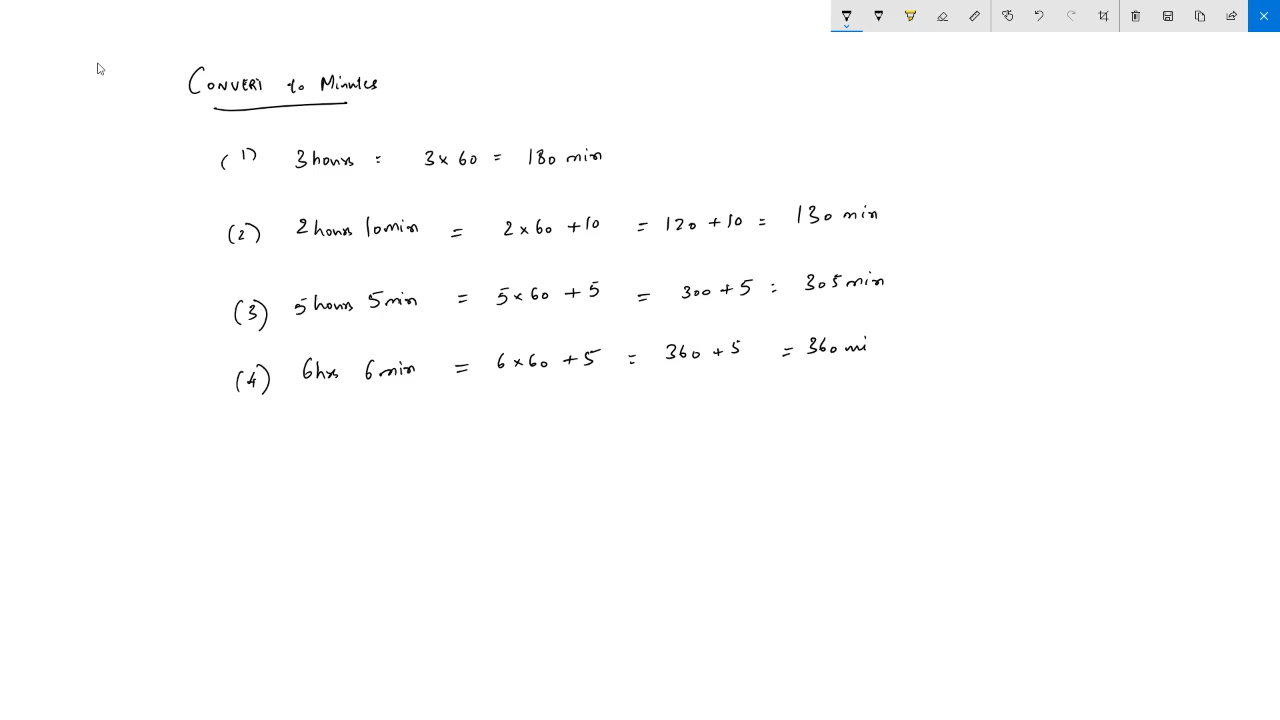 CONVERT to Minutes
(1) 3 hours = 3 × 60 = 180 min
(2) 2 hours 10 min = 2 × 60 + 10 = 120 + 10 = 130 min
(3) 5 hours 5 min = 5 × 60 + 5 = 300 + 5 = 305 min
(4) 6 hrs 6 min = 6 × 60 + 5 = 360 + 5 = 360 mi